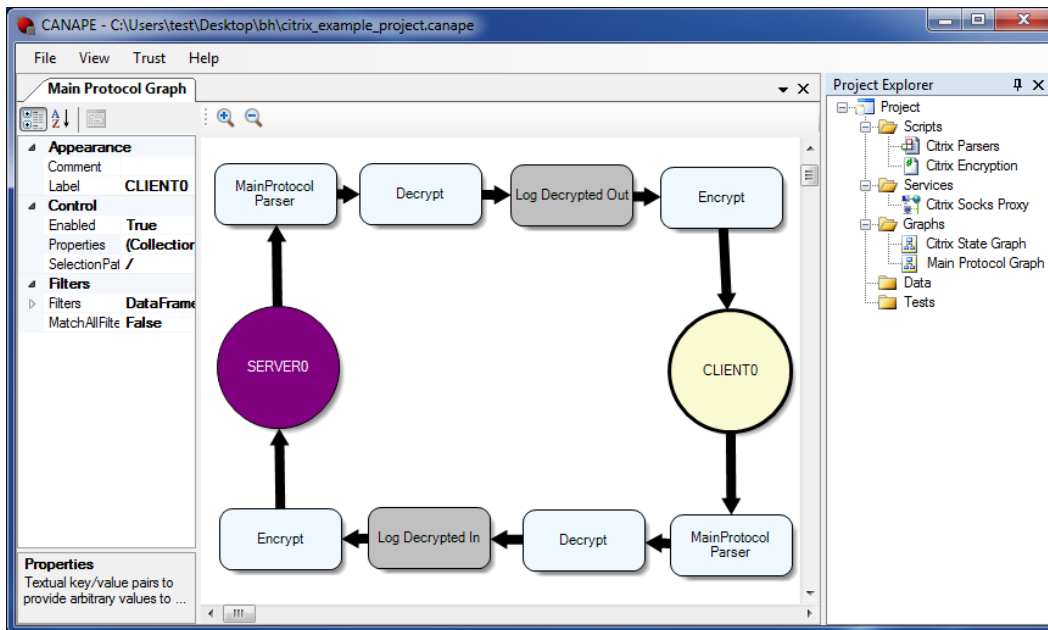 CANAPE - C:\Users\test\Desktop\bh\citrix_example_project.canape
File View Trust Help
Main Protocol Graph
Appearance
Comment
Label CLIENT0
Control
Enabled True
Properties (Collection
SelectionPat /
Filters
Filters DataFrame
MatchAllFilte False
Properties
Textual key/value pairs to
provide arbitrary values to ...
MainProtocol
Parser
Decrypt
Log Decrypted Out
Encrypt
SERVER0
CLIENT0
Encrypt
Log Decrypted In
Decrypt
MainProtocol
Parser
Project Explorer
Project
Scripts
Citrix Parsers
Citrix Encryption
Services
Citrix Socks Proxy
Graphs
Citrix State Graph
Main Protocol Graph
Data
Tests